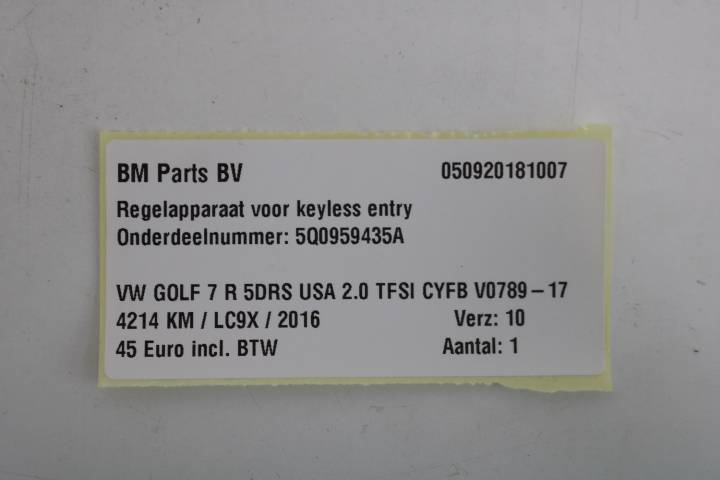 BM Parts BV 050920181007
Regelapparaat voor keyless entry
Onderdeelnummer: 5Q0959435A
VW GOLF 7 R 5DRS USA 2.0 TFSI CYFB V0789-17
4214 KM / LC9X / 2016 Verz: 10
45 Euro incl. BTW Aantal: 1